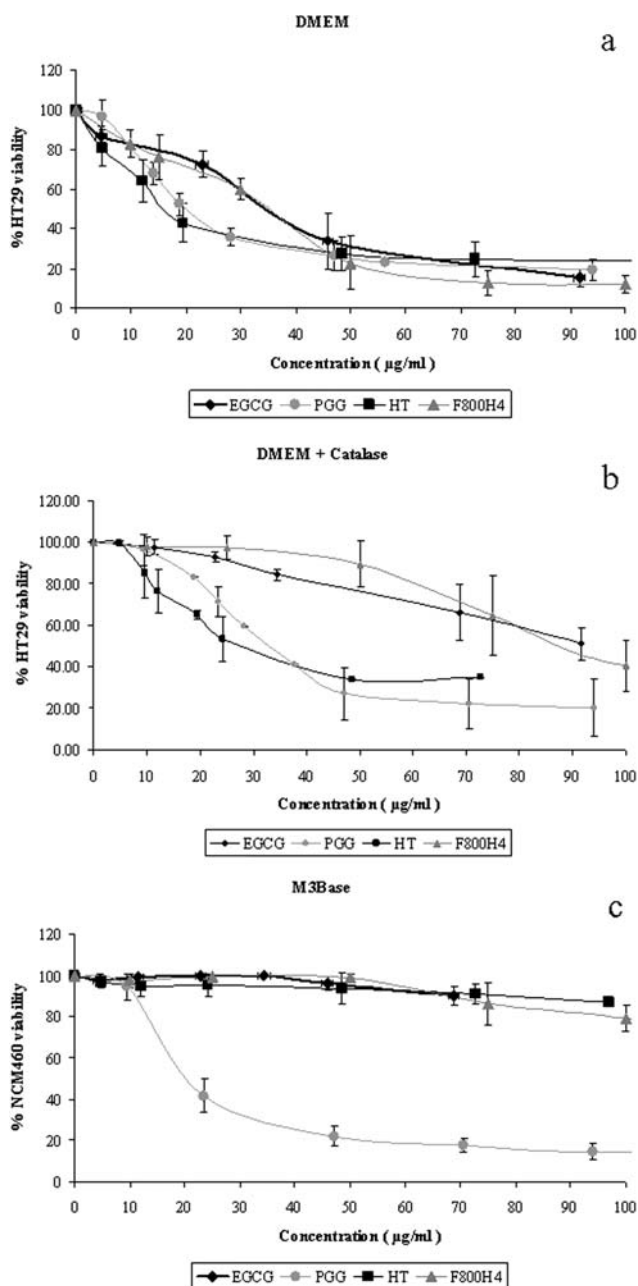 DMEM
a
120
100
80
60
40
20
0
% HT29 viability
0 10 20 30 40 50 60 70 80 90 100
Concentration ( µg/ml )
EGCG PGG HT F800H4
DMEM + Catalase
b
120.00
100.00
80.00
60.00
40.00
20.00
0.00
% HT29 viability
0 10 20 30 40 50 60 70 80 90 100
Concentration ( µg/ml )
EGCG PGG HT F800H4
M3Base
c
120
100
80
60
40
20
0
% NCM460 viability
0 10 20 30 40 50 60 70 80 90 100
Concentration ( µg/ml )
EGCG PGG HT F800H4